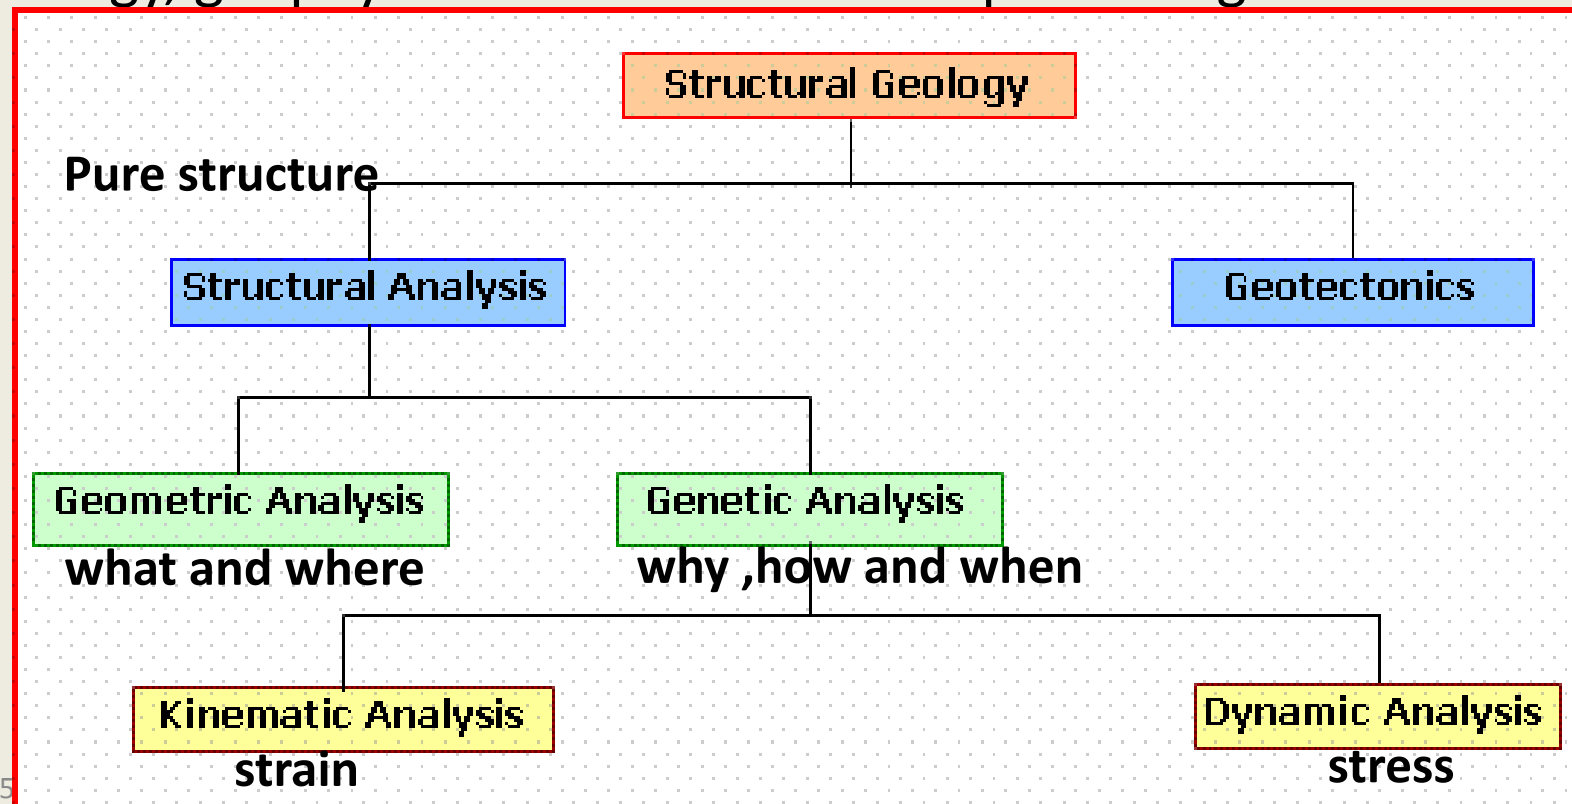 Structural Geology
Pure structure
Structural Analysis
Geotectonics
Geometric Analysis
Genetic Analysis
what and where
why ,how and when
Kinematic Analysis
Dynamic Analysis
strain
stress
5